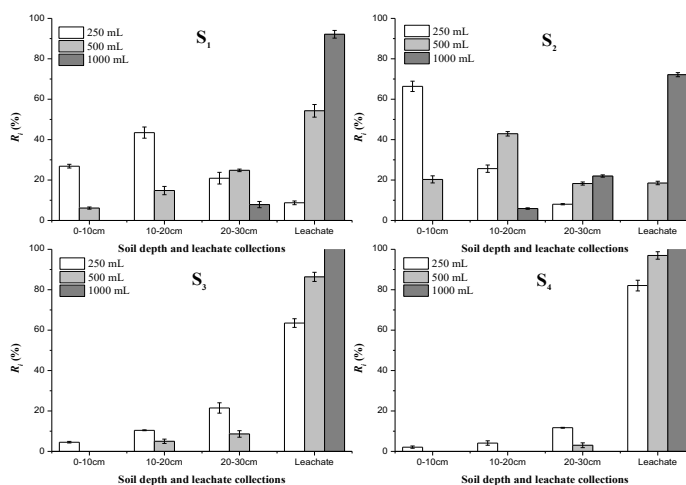 100
80
60
40
20
0
R_i (%)
250 mL
500 mL
1000 mL
S_1
0-10cm 10-20cm 20-30cm Leachate
Soil depth and leachate collections
100
80
60
40
20
0
R_i (%)
250 mL
500 mL
1000 mL
S_2
0-10cm 10-20cm 20-30cm Leachate
Soil depth and leachate collections
100
80
60
40
20
0
R_i (%)
250 mL
500 mL
1000 mL
S_3
0-10cm 10-20cm 20-30cm Leachate
Soil depth and leachate collections
100
80
60
40
20
0
R_i (%)
250 mL
500 mL
1000 mL
S_4
0-10cm 10-20cm 20-30cm Leachate
Soil depth and leachate collections